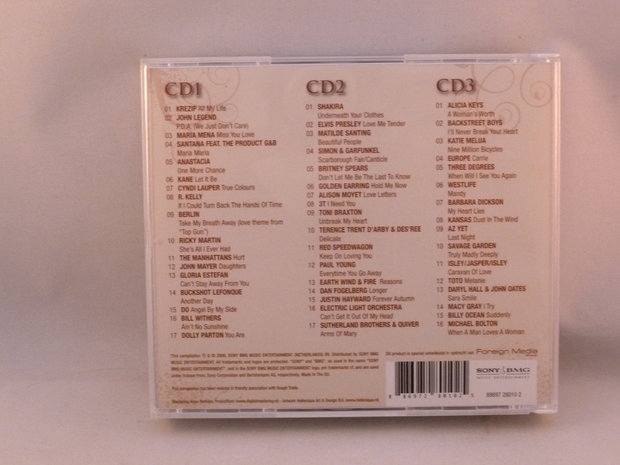 CD1
01 KREZIP All My Life
02 JOHN LEGEND
P.D.A. (We Just Don't Care)
03 MARIA MENA Miss You Love
04 SANTANA FEAT. THE PRODUCT G&B
Maria Maria
05 ANASTACIA
One More Chance
06 KANE Let It Be
07 CYNDI LAUPER True Colours
08 R. KELLY
If I Could Turn Back The Hands Of Time
09 BERLIN
Take My Breath Away (love theme from
"Top Gun")
10 RICKY MARTIN
She's All I Ever Had
11 THE MANHATTANS Hurt
12 JOHN MAYER Daughters
13 GLORIA ESTEFAN
Can't Stay Away From You
14 BUCKSHOT LEFONQUE
Another Day
15 DO Angel By My Side
16 BILL WITHERS
Ain't No Sunshine
17 DOLLY PARTON You Are
CD2
01 SHAKIRA
Underneath Your Clothes
02 ELVIS PRESLEY Love Me Tender
03 MATILDE SANTING
Beautiful People
04 SIMON & GARFUNKEL
Scarborough Fair/Canticle
05 BRITNEY SPEARS
Don't Let Me Be The Last To Know
06 GOLDEN EARRING Hold Me Now
07 ALISON MOYET Love Letters
08 3T I Need You
09 TONI BRAXTON
Unbreak My Heart
10 TERENCE TRENT D'ARBY & DES'REE
Delicate
11 REO SPEEDWAGON
Keep On Loving You
12 PAUL YOUNG
Everytime You Go Away
13 EARTH WIND & FIRE Reasons
14 DAN FOGELBERG Longer
15 JUSTIN HAYWARD Forever Autumn
16 ELECTRIC LIGHT ORCHESTRA
Can't Get It Out Of My Head
17 SUTHERLAND BROTHERS & QUIVER
Arms Of Mary
CD3
01 ALICIA KEYS
A Woman's Worth
02 BACKSTREET BOYS
I'll Never Break Your Heart
03 KATIE MELUA
Nine Million Bicycles
04 EUROPE Carrie
05 THREE DEGREES
When Will I See You Again
06 WESTLIFE
Mandy
07 BARBARA DICKSON
My Heart Lies
08 KANSAS Dust In The Wind
09 AZ YET
Last Night
10 SAVAGE GARDEN
Truly Madly Deeply
11 ISLEY/JASPER/ISLEY
Caravan Of Love
12 TOTO Melanie
13 DARYL HALL & JOHN OATES
Sara Smile
14 MACY GRAY I Try
15 BILLY OCEAN Suddenly
16 MICHAEL BOLTON
When A Man Loves A Woman
Foreign Media
SONY BMG
MUSIC ENTERTAINMENT
8 86972 80102 5
88697 28010 2